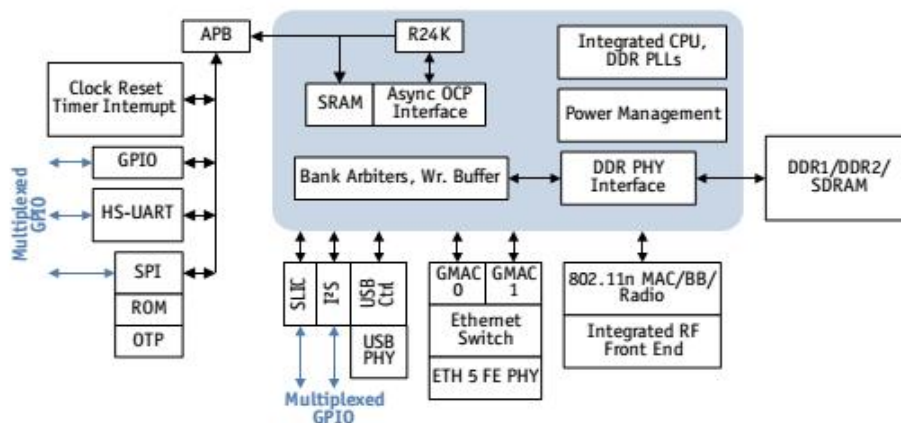 APB
R24K
Integrated CPU,
DDR PLLs
Clock Reset
Timer Interrupt
SRAM
Async OCP
Interface
Power Management
GPIO
Bank Arbiters, Wr. Buffer
DDR PHY
Interface
DDR1/DDR2/
SDRAM
Multiplexed
GPIO
HS-UART
SPI
ROM
OTP
SLIC
I²S
USB
Ctrl
USB
PHY
GMAC
0
GMAC
1
Ethernet
Switch
ETH 5 FE PHY
802.11n MAC/BB/
Radio
Integrated RF
Front End
Multiplexed
GPIO